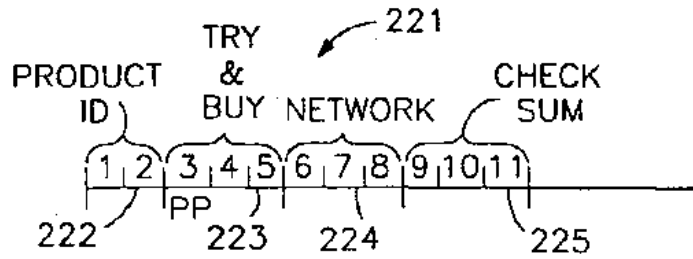 221
TRY
PRODUCT & CHECK
ID BUY NETWORK SUM
1 2 3 4 5 6 7 8 9 10 11
PP
222 223 224 225